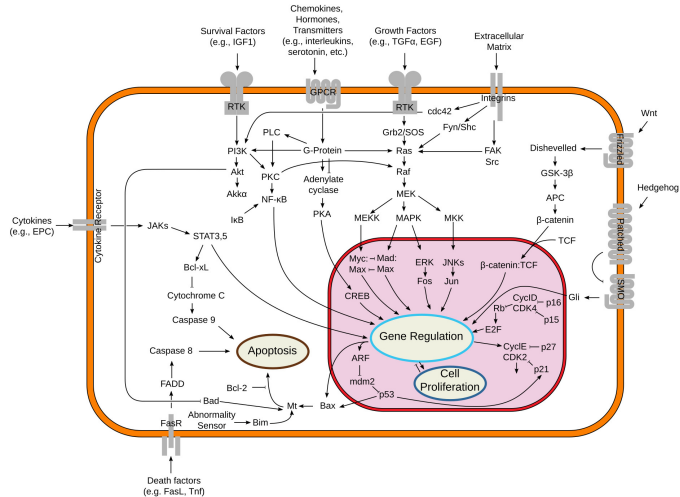 Chemokines,
Hormones,
Transmitters
(e.g., interleukins,
serotonin, etc.)
Survival Factors
(e.g., IGF1)
Growth Factors
(e.g., TGFα, EGF)
Extracellular
Matrix
RTK
GPCR
RTK
Integrins
cdc42
Wnt
PLC
Grb2/SOS
Fyn/Shc
Frizzled
PI3K
G-Protein
Ras
FAK
Src
Dishevelled
Akt
PKC
Adenylate
cyclase
Raf
GSK-3β
Hedgehog
Akkα
NF-κB
MEK
APC
IκB
PKA
MEKK
MAPK
MKK
β-catenin
Cytokines
(e.g., EPC)
Cytokine Receptor
JAKs
STAT3,5
TCF
Patched
Myc:
Mad:
Max
Max
ERK
JNKs
β-catenin:TCF
Bcl-xL
Fos
Jun
SMO
Cytochrome C
CREB
Gli
CycID
p16
Rb
CDK4
p15
Caspase 9
E2F
Gene Regulation
Apoptosis
CyclE
p27
CDK2
p21
Caspase 8
ARF
Cell
Proliferation
FADD
Bcl-2
mdm2
Bad
Mt
Bax
p53
FasR
Abnormality
Sensor
Bim
Death factors
(e.g. FasL, Tnf)